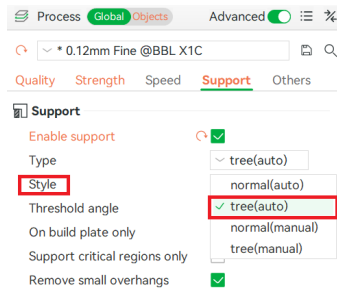 Process Global Objects Advanced
* 0.12mm Fine @BBL X1C
Quality Strength Speed Support Others
Support
Enable support
Type tree(auto)
Style normal(auto)
tree(auto)
Threshold angle
On build plate only normal(manual)
Support critical regions only tree(manual)
Remove small overhangs